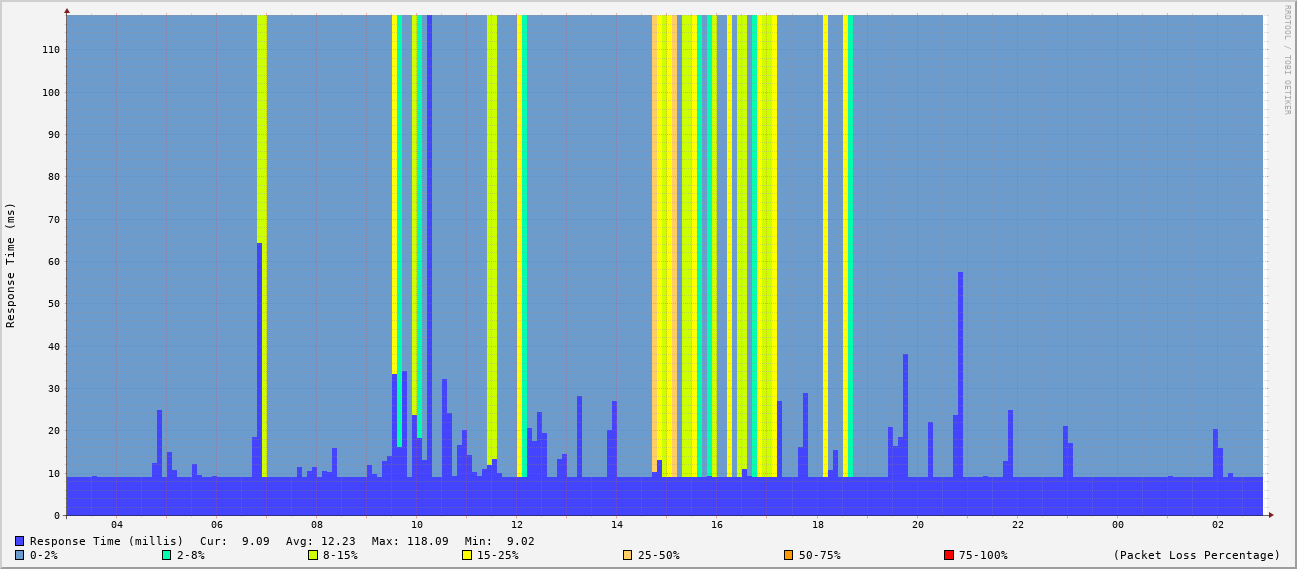 RRDTOOL / TOBI OETIKER
Response Time (ms)
110
100
90
80
70
60
50
40
30
20
10
0
04 06 08 10 12 14 16 18 20 22 00 02
Response Time (millis) Cur: 9.09 Avg: 12.23 Max: 118.09 Min: 9.02
0-2% 2-8% 8-15% 15-25% 25-50% 50-75% 75-100% (Packet Loss Percentage)